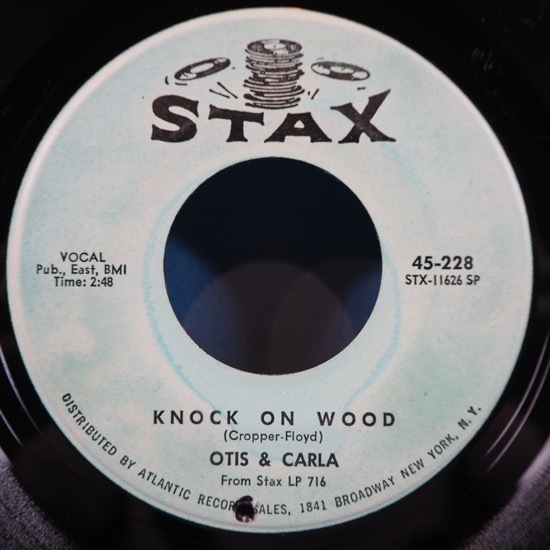 STAX
VOCAL
Pub., East, BMI
Time: 2:48
45-228
STX-11626 SP
KNOCK ON WOOD
(Cropper-Floyd)
OTIS & CARLA
From Stax LP 716
DISTRIBUTED BY ATLANTIC RECORD SALES, 1841 BROADWAY NEW YORK, N.Y.